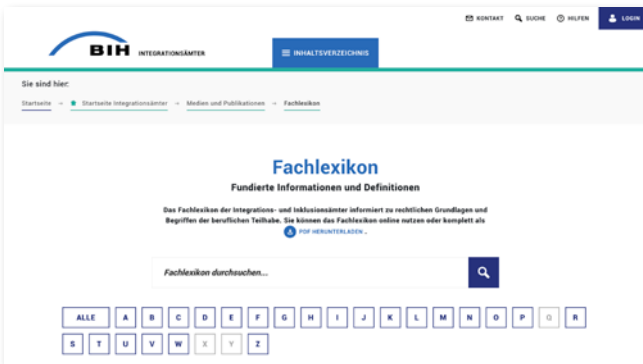 KONTAKT SUCHE HILFEN LOGIN
BIH INTEGRATIONSÄMTER INHALTSVERZEICHNIS
Sie sind hier:
Startseite → Startseite Integrationsämter → Medien und Publikationen → Fachlexikon
Fachlexikon
Fundierte Informationen und Definitionen
Das Fachlexikon der Integrations- und Inklusionsämter informiert zu rechtlichen Grundlagen und
Begriffen der beruflichen Teilhabe. Sie können das Fachlexikon online nutzen oder komplett als
PDF HERUNTERLADEN .
Fachlexikon durchsuchen...
ALLE A B C D E F G H I J K L M N O P Q R
S T U V W X Y Z